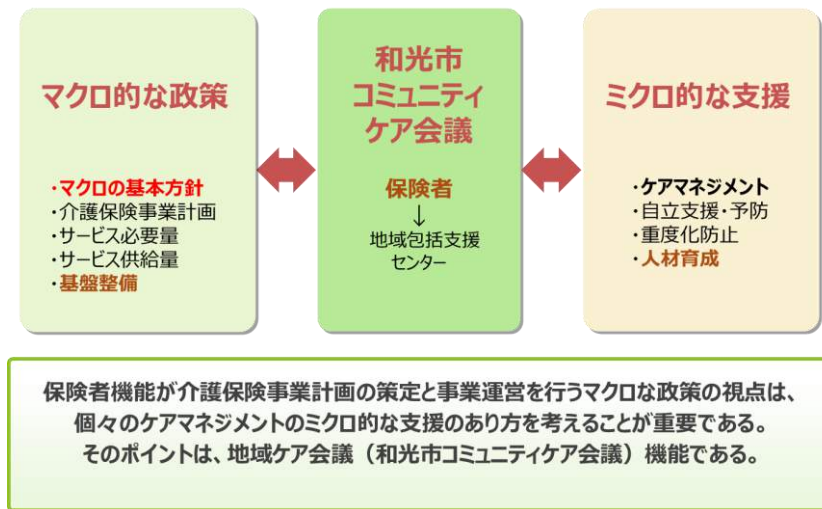 マクロ的な政策
・マクロの基本方針
・介護保険事業計画
・サービス必要量
・サービス供給量
・基盤整備
和光市
コミュニティ
ケア会議
保険者
↓
地域包括支援
センター
ミクロ的な支援
・ケアマネジメント
・自立支援・予防
・重度化防止
・人材育成
保険者機能が介護保険事業計画の策定と事業運営を行うマクロな政策の視点は、
個々のケアマネジメントのミクロ的な支援のあり方を考えることが重要である。
そのポイントは、地域ケア会議（和光市コミュニティケア会議）機能である。